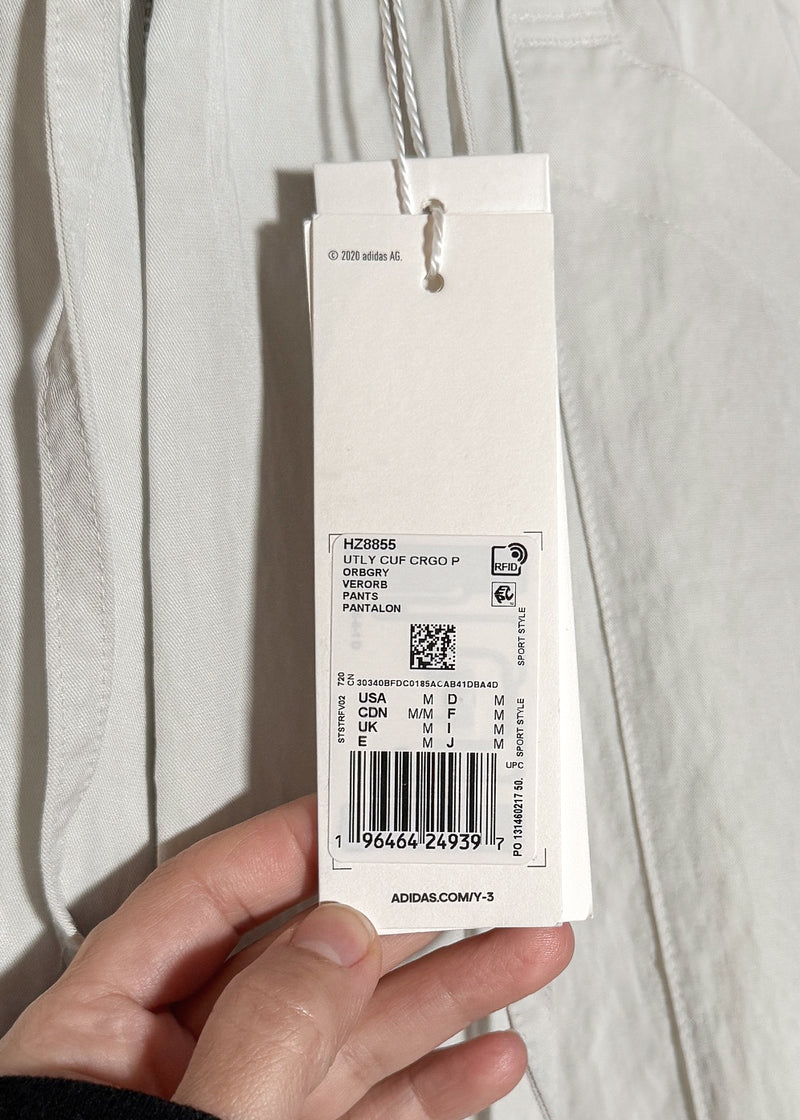 © 2020 adidas AG.
HZ8855
UTLY CUF CRGO P
ORBGRY
VERORB
PANTS
PANTALON
RFID
SPORT STYLE
720
CN
30340BFDC0185ACAB41DBA4D
STSTRFV02
USA M D M
CDN M/M F M
UK M I M
E M J M
SPORT STYLE
UPC
PO 131460217 50.
1 96464 24939 7
ADIDAS.COM/Y-3